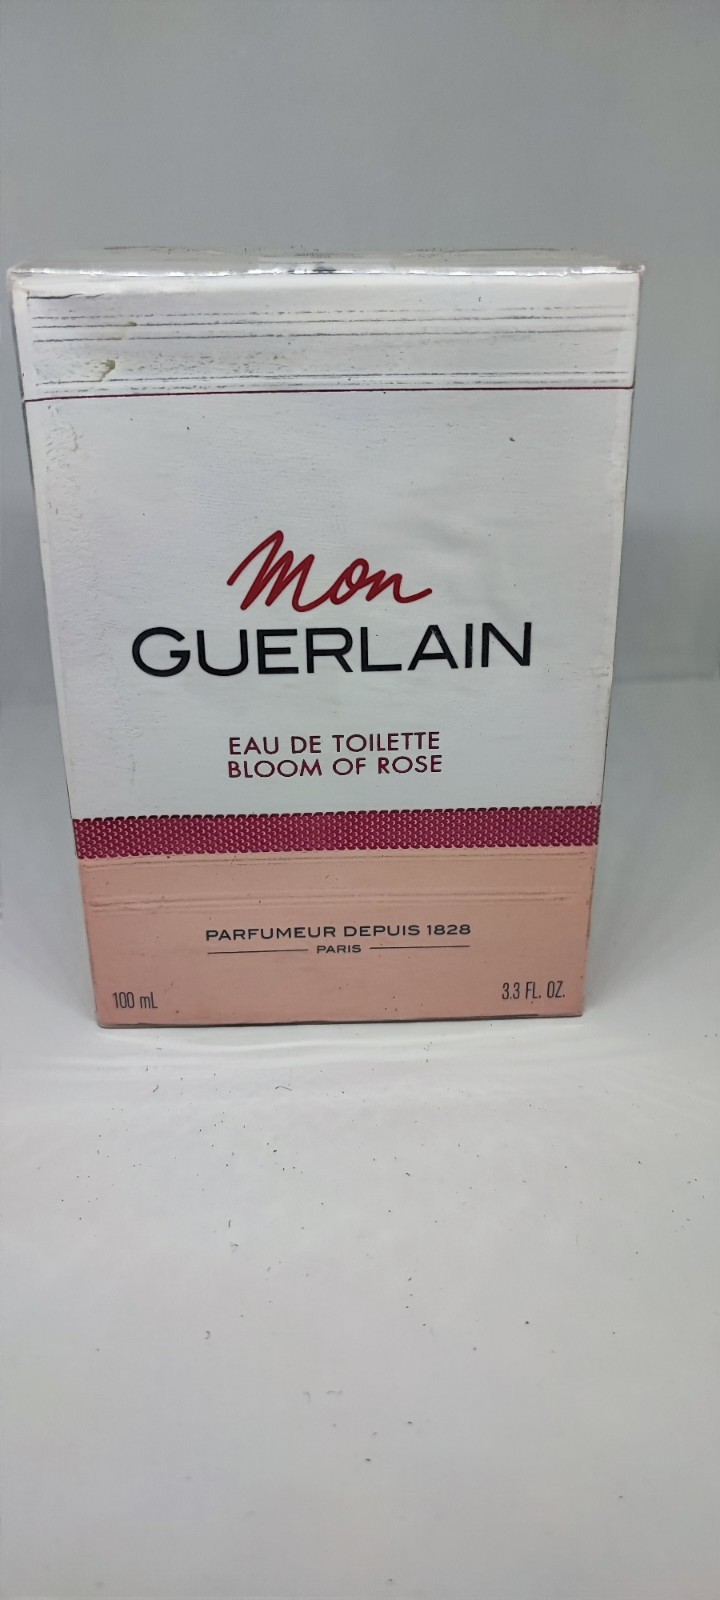 Mon
GUERLAIN
EAU DE TOILETTE
BLOOM OF ROSE
PARFUMEUR DEPUIS 1828
PARIS
100 mL
3.3 FL. OZ.